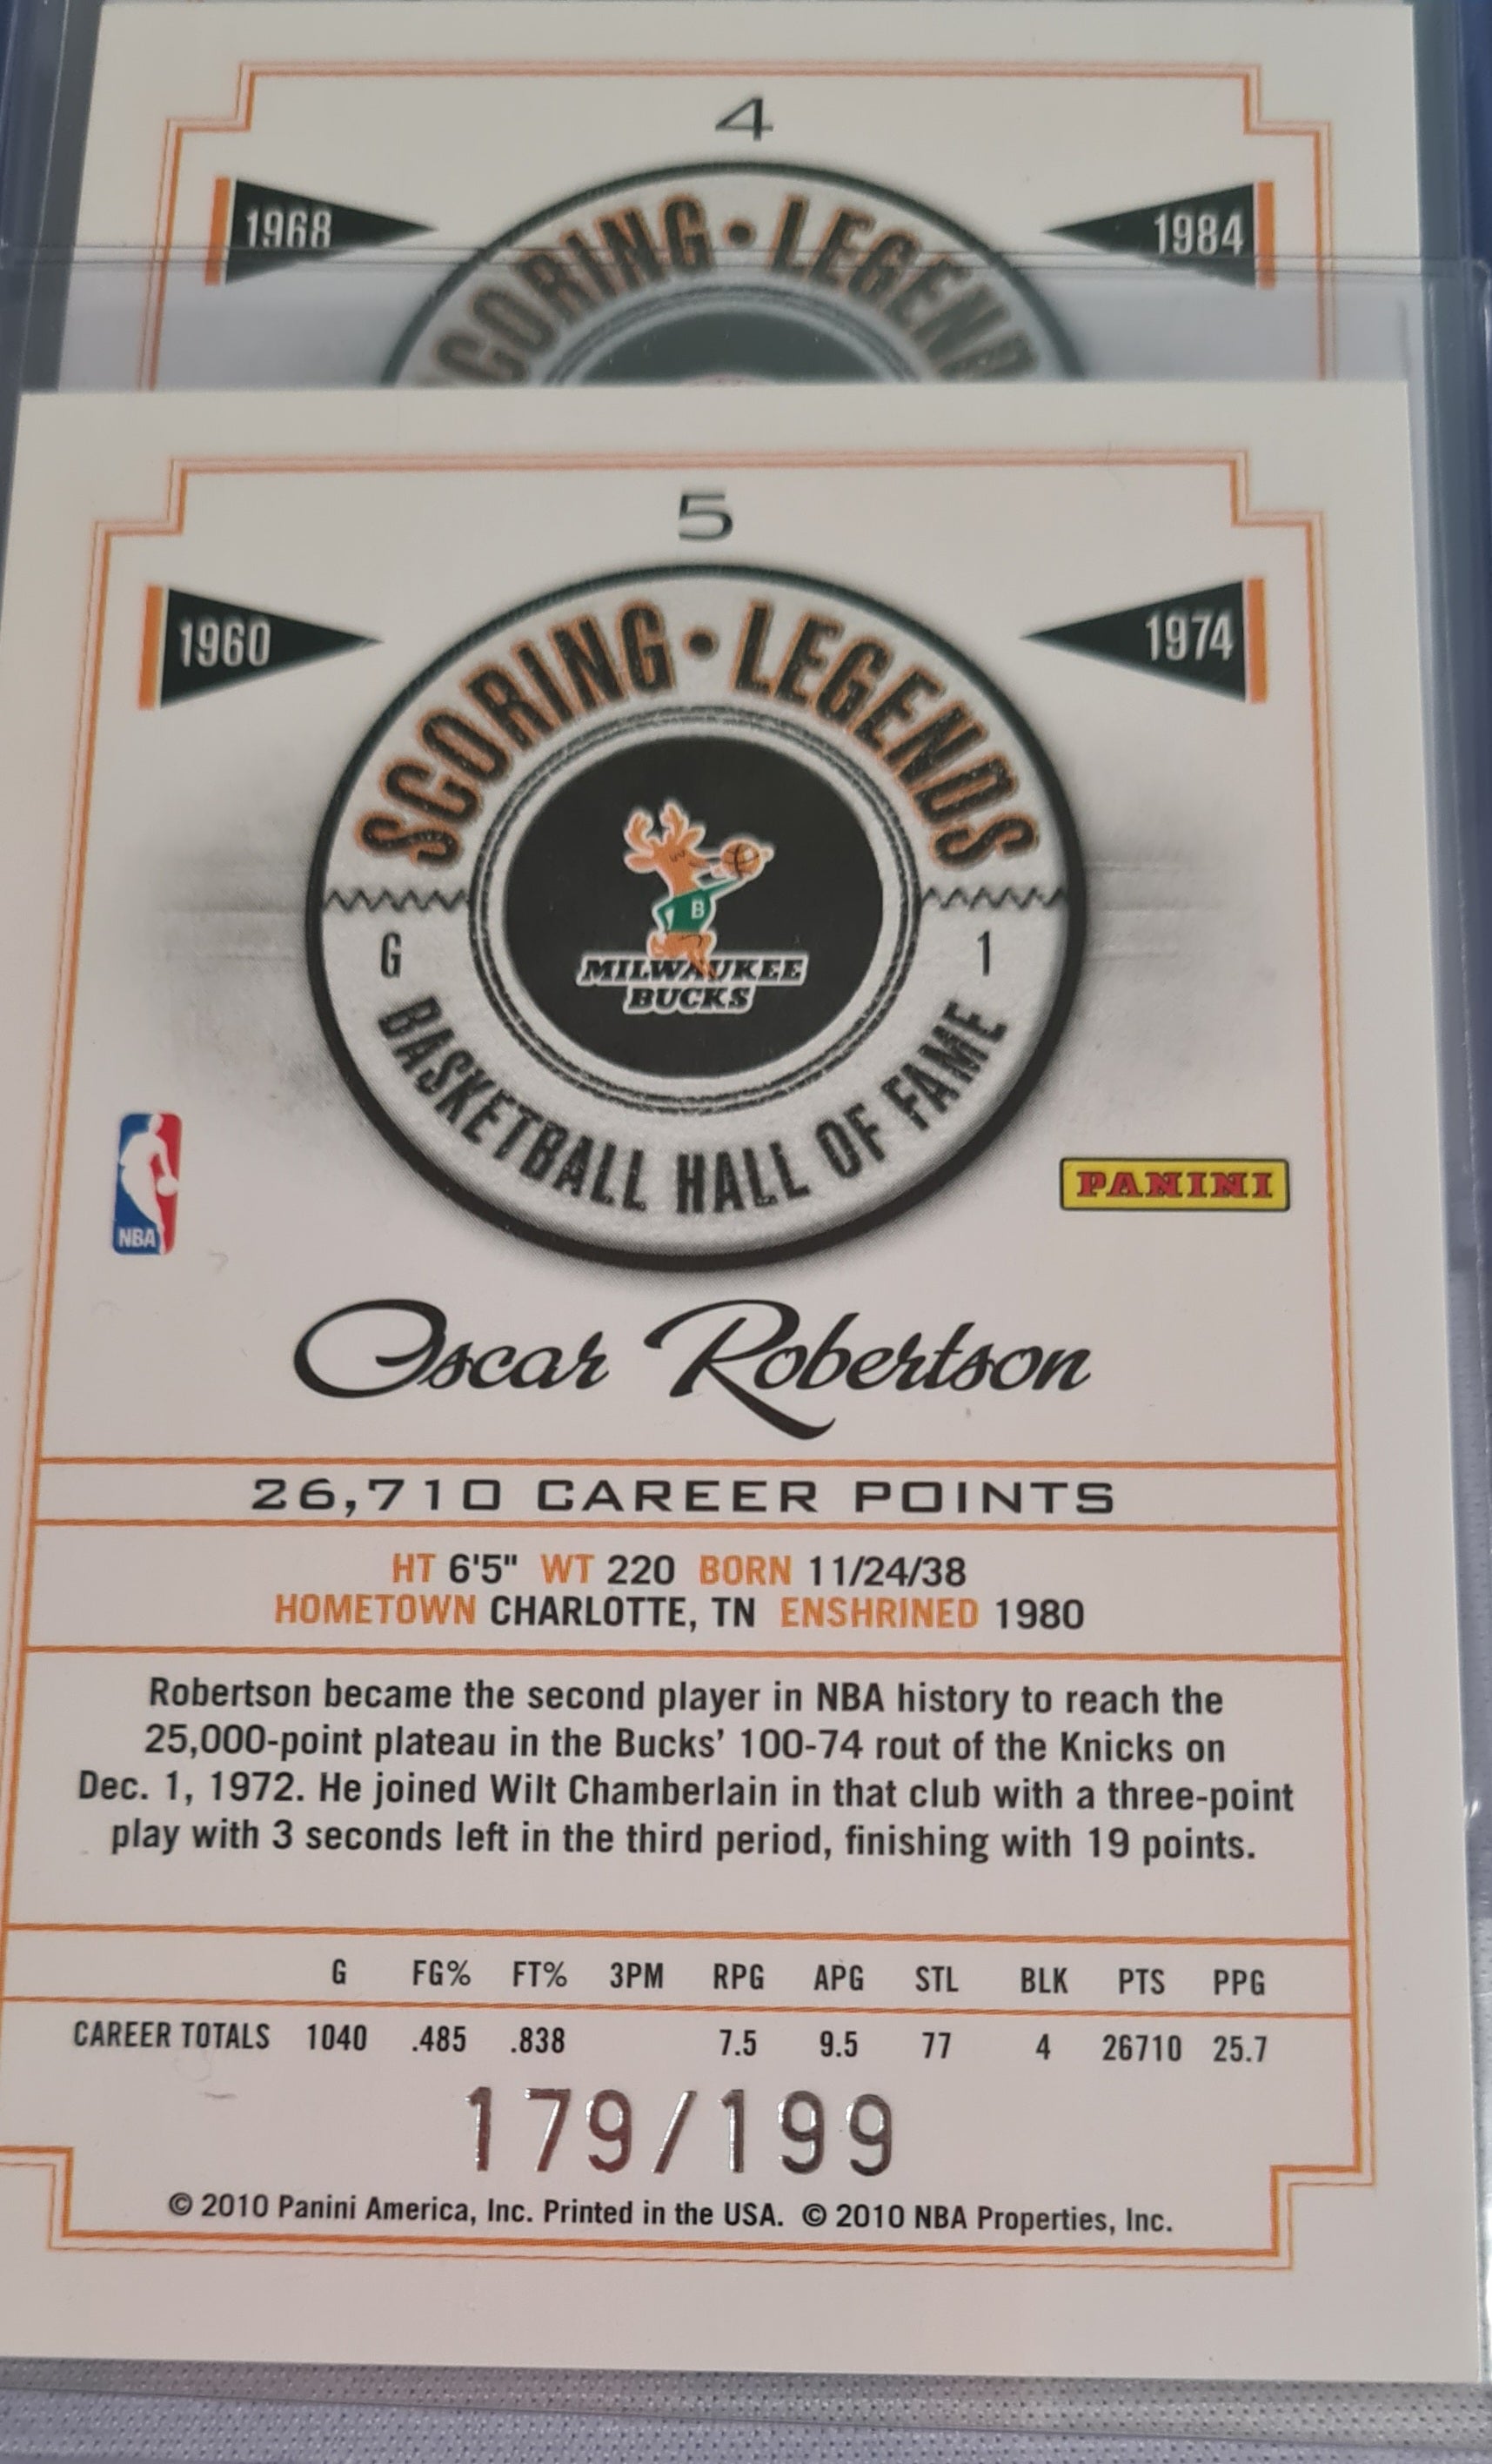 4
1968
1984
SCORING • LEGEND
5
1960
1974
SCORING • LEGENDS
B
MILWAUKEE
BUCKS
G
1
BASKETBALL HALL OF FAME
NBA
PANINI
Oscar Robertson
26,710 CAREER POINTS
HT 6'5" WT 220 BORN 11/24/38
HOMETOWN CHARLOTTE, TN ENSHRINED 1980
Robertson became the second player in NBA history to reach the
25,000-point plateau in the Bucks' 100-74 rout of the Knicks on
Dec. 1, 1972. He joined Wilt Chamberlain in that club with a three-point
play with 3 seconds left in the third period, finishing with 19 points.
G FG% FT% 3PM RPG APG STL BLK PTS PPG
CAREER TOTALS 1040 .485 .838 7.5 9.5 77 4 26710 25.7
179/199
© 2010 Panini America, Inc. Printed in the USA. © 2010 NBA Properties, Inc.